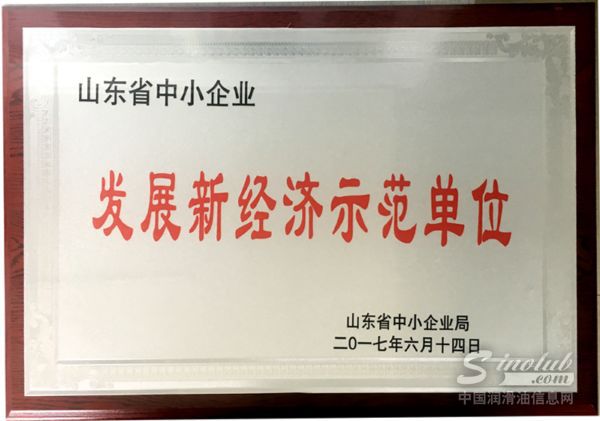 山东省中小企业
发展新经济示范单位
山东省中小企业局
二〇一七年六月十四日
Sinolub
.com
中国润滑油信息网